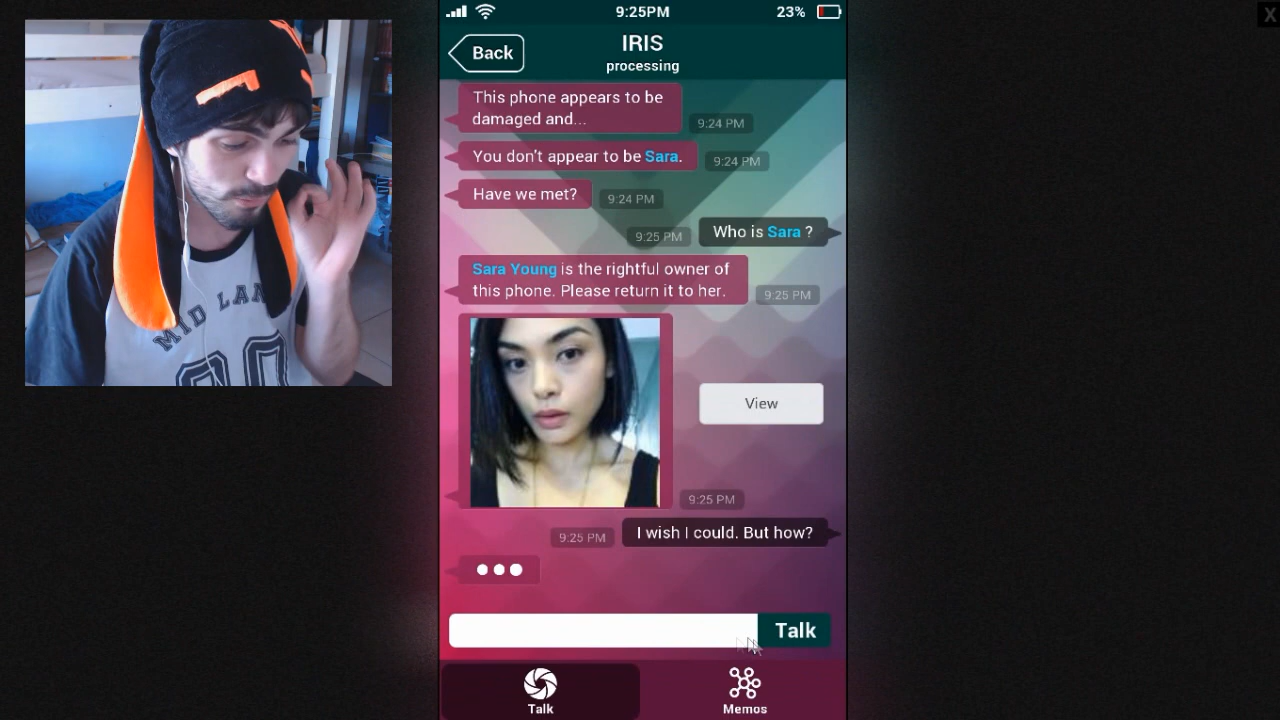 X
9:25PM
23%
Back
IRIS
processing
This phone appears to be
damaged and...
9:24 PM
You don't appear to be Sara.
9:24 PM
Have we met?
9:24 PM
9:25 PM
Who is Sara ?
Sara Young is the rightful owner of
this phone. Please return it to her.
9:25 PM
View
9:25 PM
9:25 PM
I wish I could. But how?
Talk
Talk
Memos
MID LAN
00